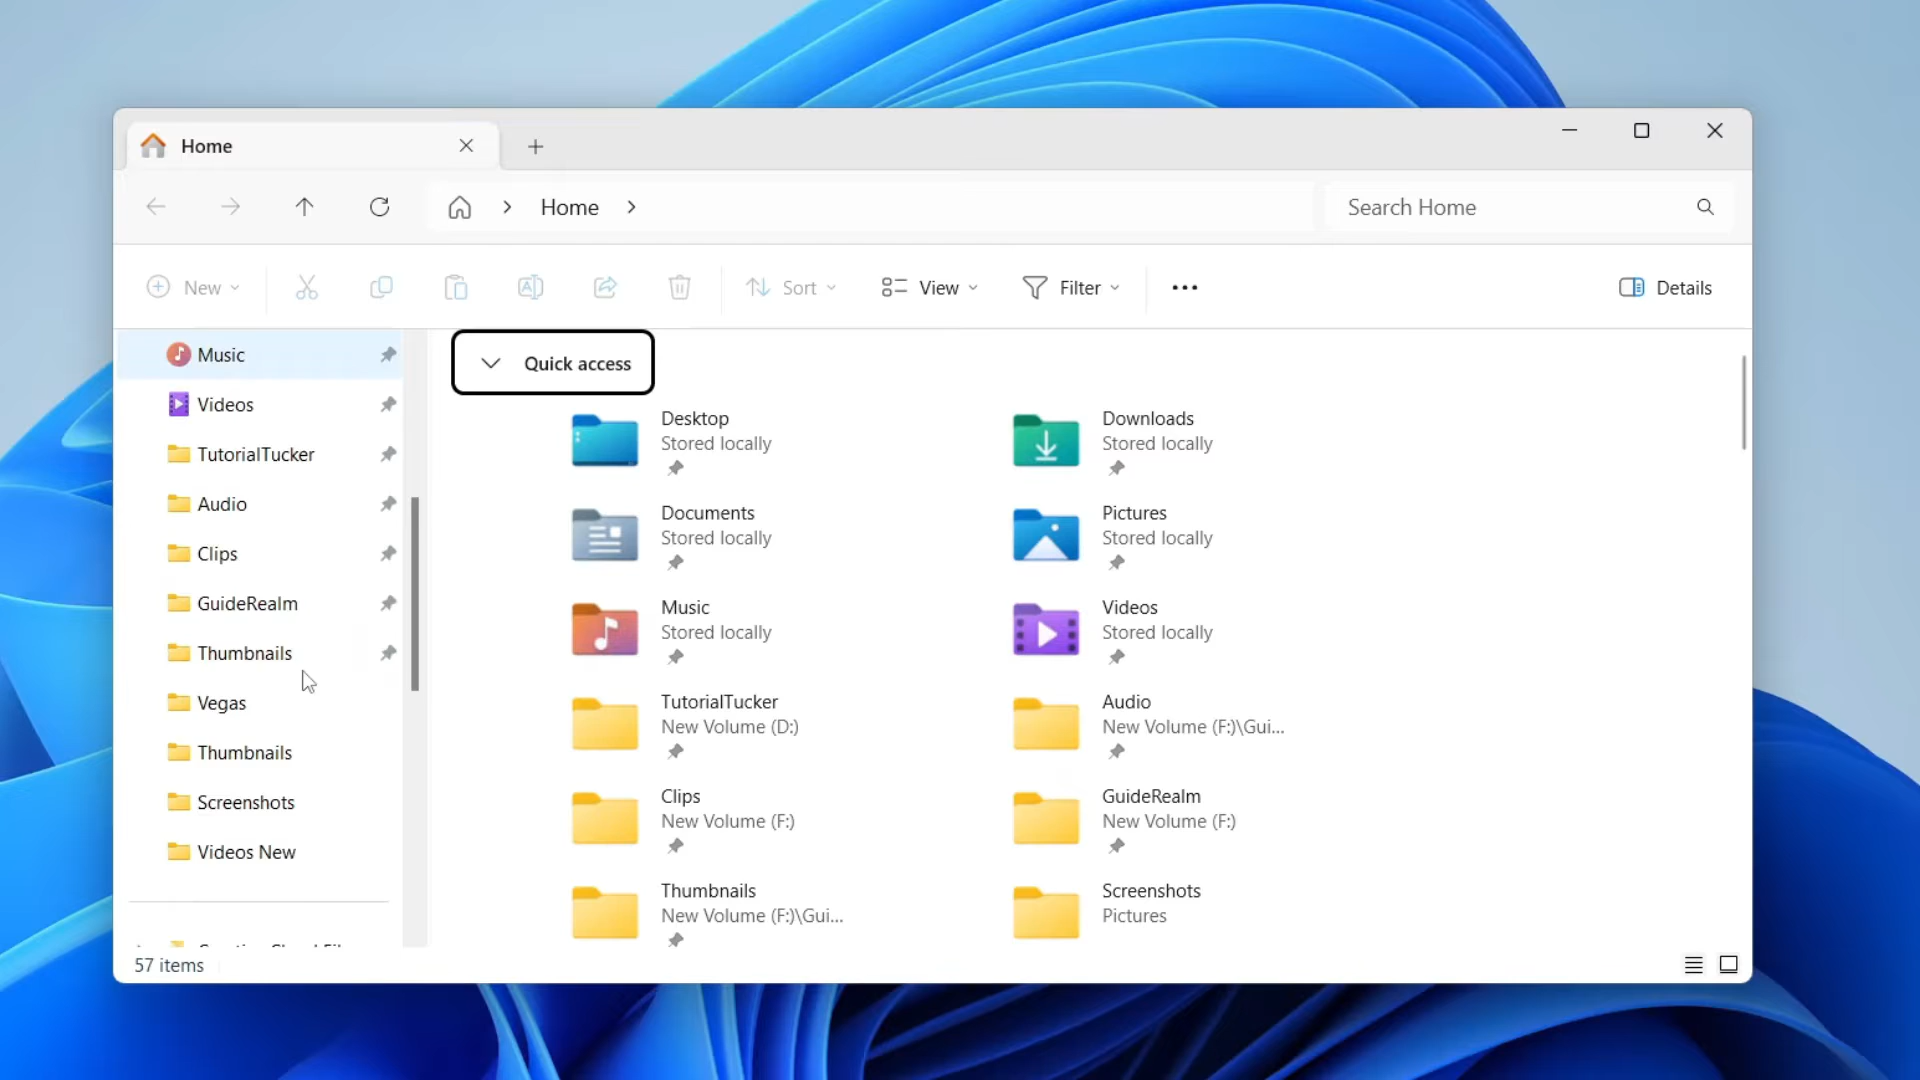 Home
Home
Search Home
New
Sort
View
Filter
Details
Music
Videos
TutorialTucker
Audio
Clips
GuideRealm
Thumbnails
Vegas
Thumbnails
Screenshots
Videos New
Quick access
Desktop
Stored locally
Downloads
Stored locally
Documents
Stored locally
Pictures
Stored locally
Music
Stored locally
Videos
Stored locally
TutorialTucker
New Volume (D:)
Audio
New Volume (F:)\Gui...
Clips
New Volume (F:)
GuideRealm
New Volume (F:)
Thumbnails
New Volume (F:)\Gui...
Screenshots
Pictures
57 items